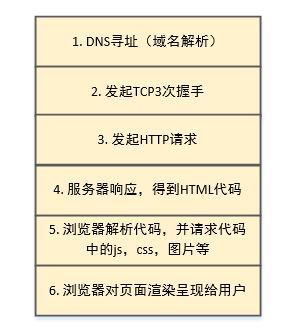 1. DNS寻址（域名解析）
2. 发起TCP3次握手
3. 发起HTTP请求
4. 服务器响应，得到HTML代码
5. 浏览器解析代码，并请求代码
中的js，css，图片等
6. 浏览器对页面渲染呈现给用户